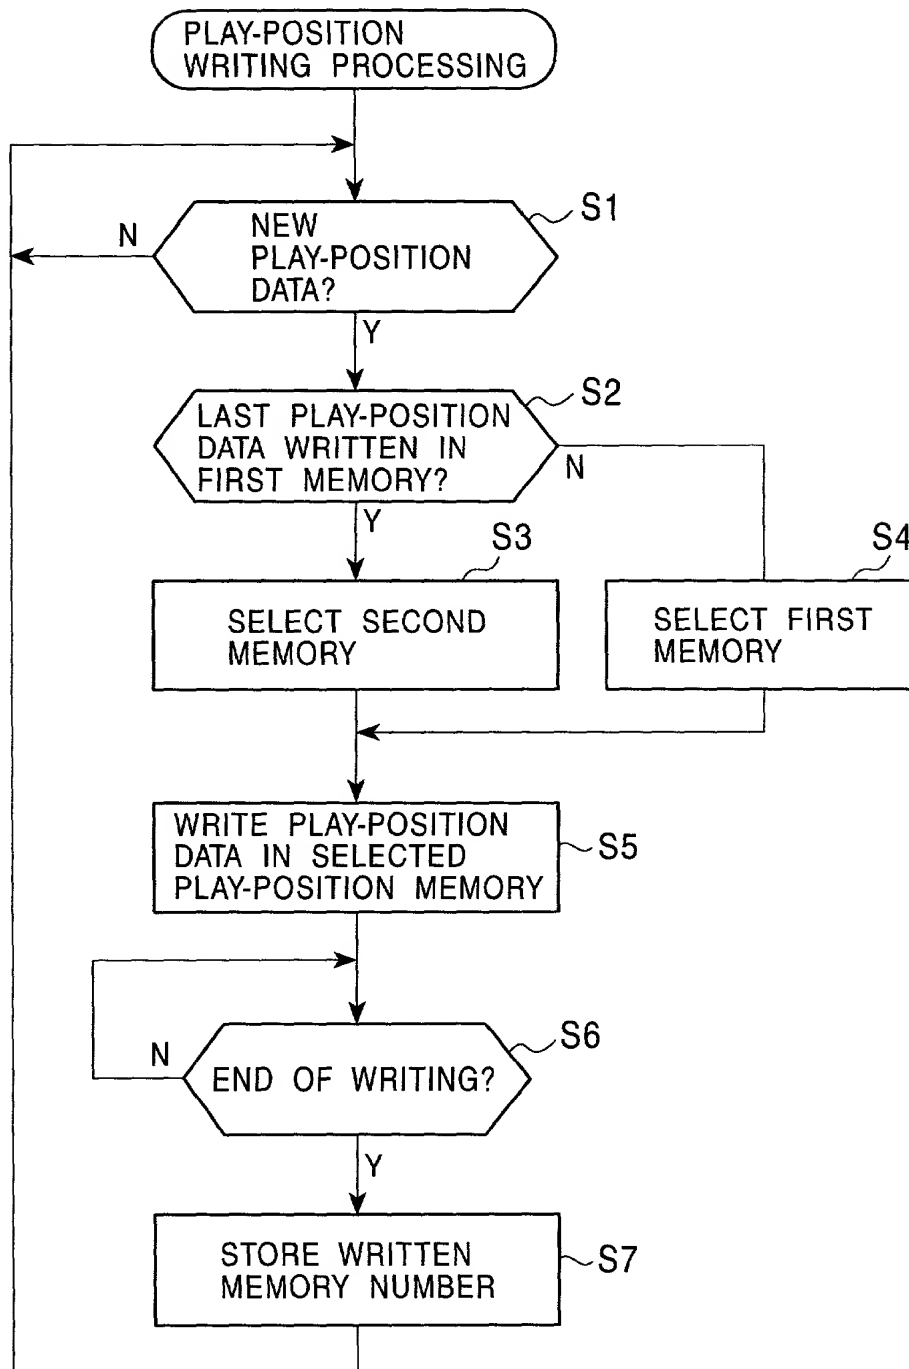 PLAY-POSITION
WRITING PROCESSING
S1
N
NEW
PLAY-POSITION
DATA?
Y
S2
LAST PLAY-POSITION
DATA WRITTEN IN
FIRST MEMORY?
N
Y
S3
S4
SELECT SECOND
MEMORY
SELECT FIRST
MEMORY
WRITE PLAY-POSITION
DATA IN SELECTED
PLAY-POSITION MEMORY
S5
S6
N
END OF WRITING?
Y
STORE WRITTEN
MEMORY NUMBER
S7